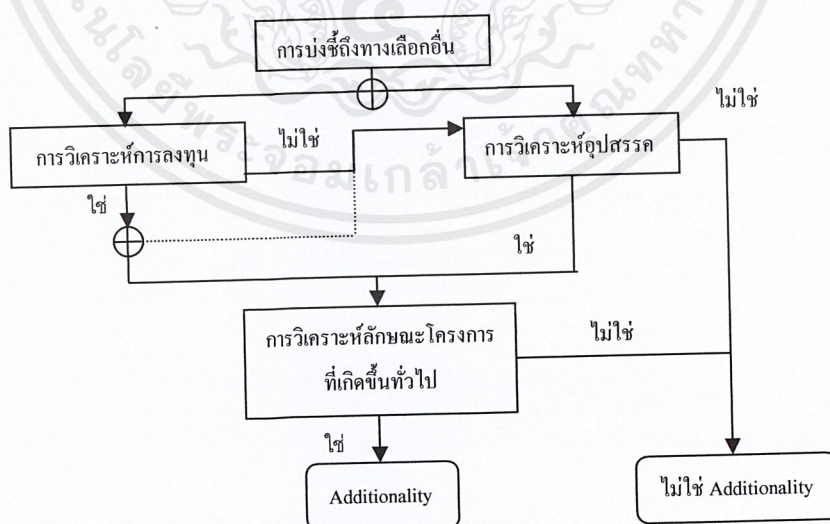 การบ่งชี้ถึงทางเลือกอื่น
ไม่ใช่
การวิเคราะห์การลงทุน
ไม่ใช่
การวิเคราะห์อุปสรรค
ใช่
ใช่
การวิเคราะห์ลักษณะโครงการ
ที่เกิดขึ้นทั่วไป
ไม่ใช่
ใช่
Additionality
ไม่ใช่ Additionality